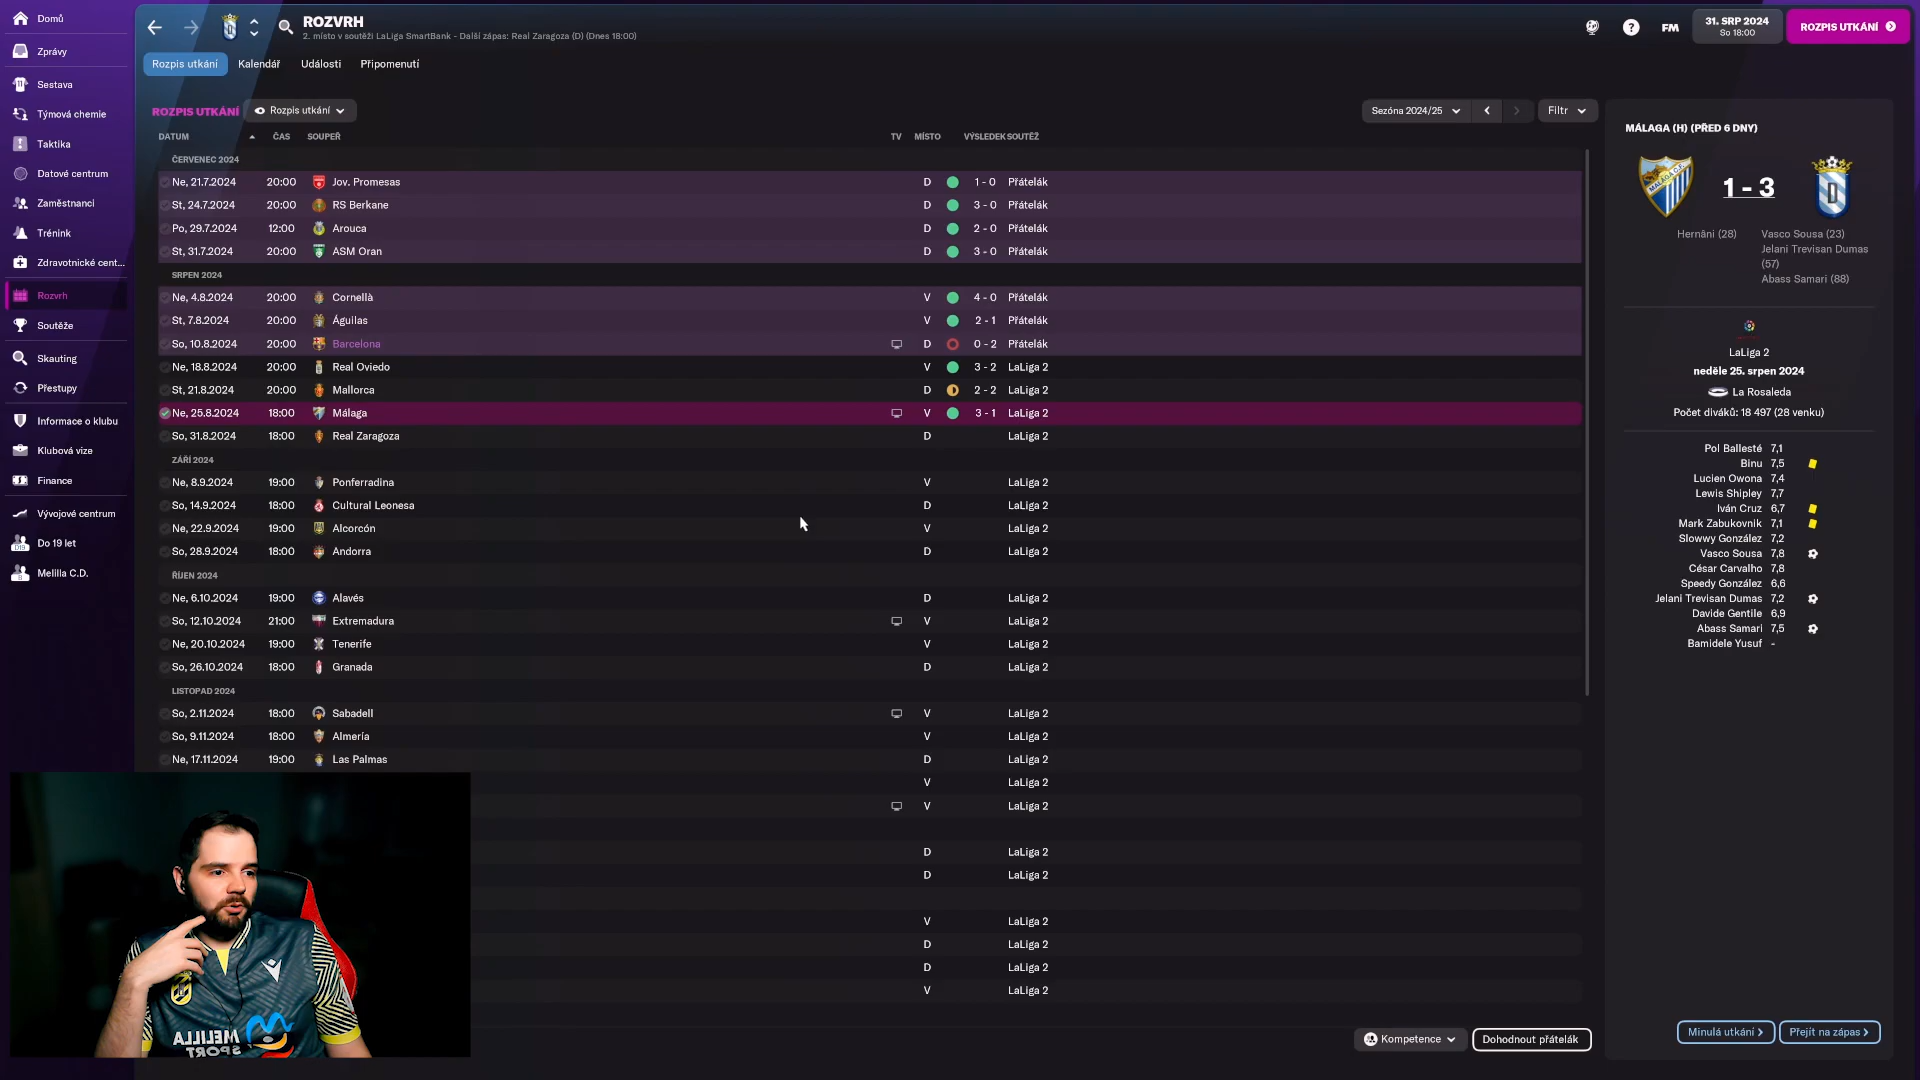 Domů
Zprávy
Sestava
Týmová chemie
Taktika
Datové centrum
Zaměstnanci
Trénink
Zdravotnické cent...
Rozvrh
Soutěže
Skauting
Přestupy
Informace o klubu
Klubová vize
Finance
Vývojové centrum
Do 19 let
Melilla C.D.
ROZVRH
2. místo v soutěži LaLiga SmartBank - Další zápas: Real Zaragoza (D) (Dnes 18:00)
FM
31. SRP 2024
So 18:00
ROZPIS UTKÁNÍ
Rozpis utkání Kalendář Události Připomenutí
ROZPIS UTKÁNÍ Rozpis utkání Sezóna 2024/25 Filtr
DATUM ČAS SOUPEŘ TV MÍSTO VÝSLEDEK SOUTĚŽ
ČERVENEC 2024
Ne, 21.7.2024 20:00 Jov. Promesas D 1 - 0 Přátelák
St, 24.7.2024 20:00 RS Berkane D 3 - 0 Přátelák
Po, 29.7.2024 12:00 Arouca D 2 - 0 Přátelák
St, 31.7.2024 20:00 ASM Oran D 3 - 0 Přátelák
SRPEN 2024
Ne, 4.8.2024 20:00 Cornellà V 4 - 0 Přátelák
St, 7.8.2024 20:00 Águilas V 2 - 1 Přátelák
So, 10.8.2024 20:00 Barcelona D 0 - 2 Přátelák
Ne, 18.8.2024 20:00 Real Oviedo V 3 - 2 LaLiga 2
St, 21.8.2024 20:00 Mallorca D 2 - 2 LaLiga 2
Ne, 25.8.2024 18:00 Málaga V 3 - 1 LaLiga 2
So, 31.8.2024 18:00 Real Zaragoza D LaLiga 2
ZÁŘÍ 2024
Ne, 8.9.2024 19:00 Ponferradina V LaLiga 2
So, 14.9.2024 18:00 Cultural Leonesa D LaLiga 2
Ne, 22.9.2024 19:00 Alcorcón V LaLiga 2
So, 28.9.2024 18:00 Andorra D LaLiga 2
ŘÍJEN 2024
Ne, 6.10.2024 19:00 Alavés D LaLiga 2
So, 12.10.2024 21:00 Extremadura V LaLiga 2
Ne, 20.10.2024 19:00 Tenerife V LaLiga 2
So, 26.10.2024 18:00 Granada D LaLiga 2
LISTOPAD 2024
So, 2.11.2024 18:00 Sabadell V LaLiga 2
So, 9.11.2024 18:00 Almería V LaLiga 2
Ne, 17.11.2024 19:00 Las Palmas D LaLiga 2
V LaLiga 2
V LaLiga 2
D LaLiga 2
D LaLiga 2
V LaLiga 2
D LaLiga 2
D LaLiga 2
V LaLiga 2
Kompetence Dohodnout přátelák
MÁLAGA (H) (PŘED 6 DNY)
1 - 3
Hernâni (28)
Vasco Sousa (23)
Jelani Trevisan Dumas
(57)
Abass Samari (88)
LaLiga 2
neděle 25. srpen 2024
La Rosaleda
Počet diváků: 18 497 (28 venku)
Pol Ballesté 7,1
Binu 7,5
Lucien Owona 7,4
Lewis Shipley 7,7
Iván Cruz 6,7
Mark Zabukovnik 7,1
Slowwy González 7,2
Vasco Sousa 7,8
César Carvalho 7,8
Speedy González 6,6
Jelani Trevisan Dumas 7,2
Davide Gentile 6,9
Abass Samari 7,5
Bamidele Yusuf -
Minulá utkání
Přejít na zápas
MELILLA
SPORT